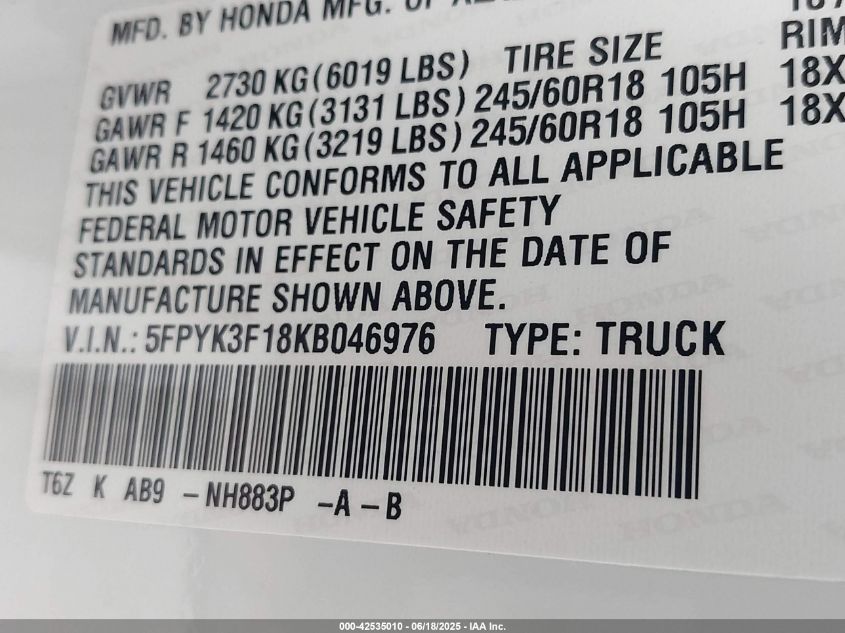 MFD. BY HONDA MFG. OF
GVWR 2730 KG (6019 LBS) TIRE SIZE RIM
GAWR F 1420 KG (3131 LBS) 245/60R18 105H 18X
GAWR R 1460 KG (3219 LBS) 245/60R18 105H 18X
THIS VEHICLE CONFORMS TO ALL APPLICABLE
FEDERAL MOTOR VEHICLE SAFETY
STANDARDS IN EFFECT ON THE DATE OF
MANUFACTURE SHOWN ABOVE.
V.I.N.: 5FPYK3F18KB046976 TYPE: TRUCK
T6Z K AB9 -NH883P -A-B
000-42535010 - 06/18/2025 - IAA Inc.